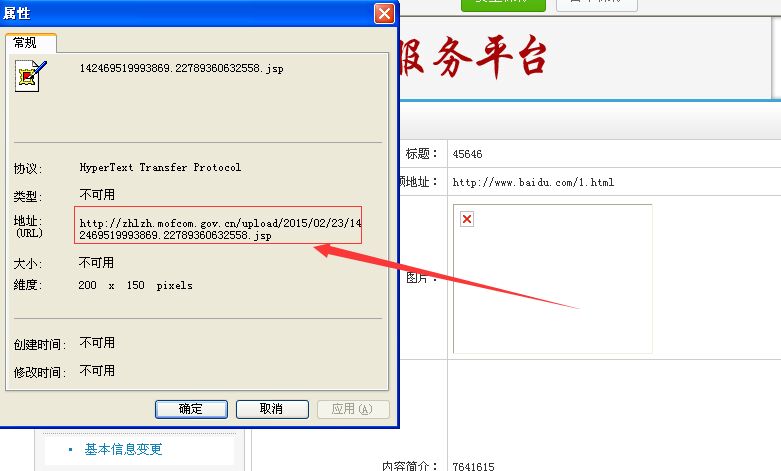 属性
常规
142469519993869.22789360632558.jsp
协议:
HyperText Transfer Protocol
类型:
不可用
地址:
(URL)
http://zhlzh.mofcom.gov.cn/upload/2015/02/23/14
2469519993869.22789360632558.jsp
大小:
不可用
维度:
200 x 150 pixels
创建时间:
不可用
修改时间:
不可用
确定
取消
应用(A)
服务平台
标题:
45646
地址:
http://www.baidu.com/1.html
图片:
内容简介:
7641615
• 基本信息变更